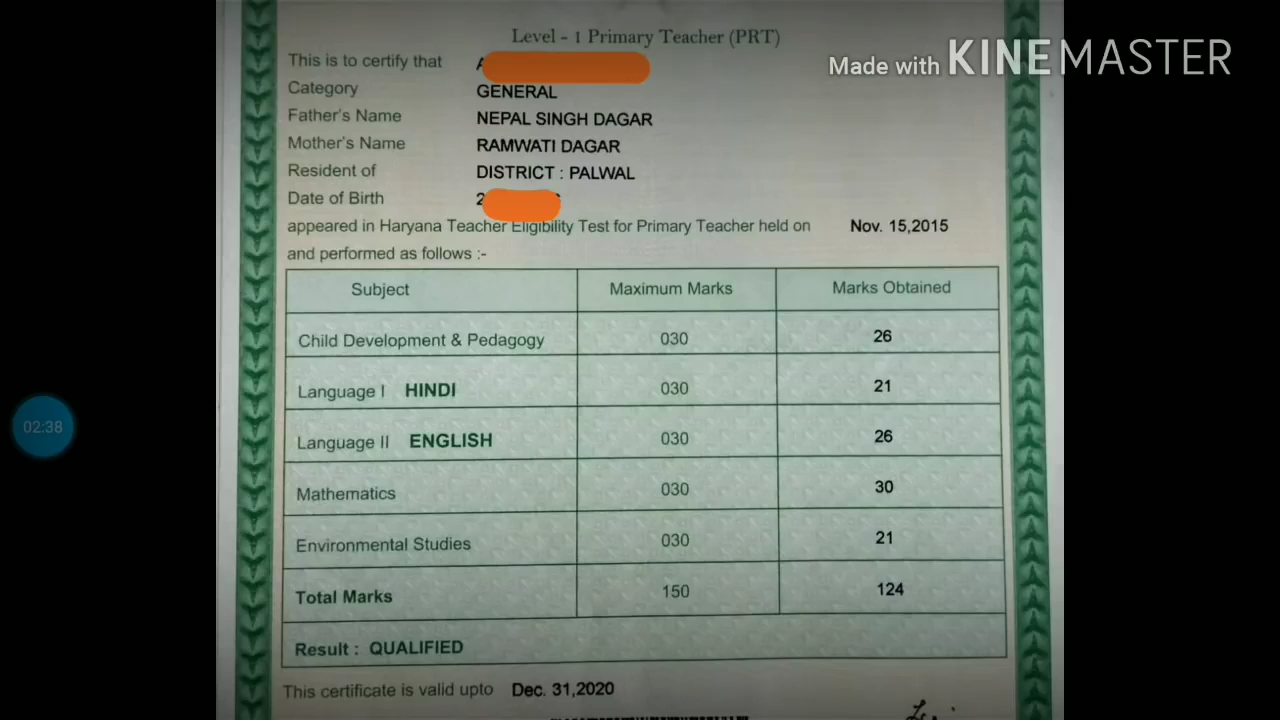 Level - 1 Primary Teacher (PRT)
Made with KINEMASTER
This is to certify that
Category GENERAL
Father's Name NEPAL SINGH DAGAR
Mother's Name RAMWATI DAGAR
Resident of DISTRICT : PALWAL
Date of Birth 2
appeared in Haryana Teacher Eligibility Test for Primary Teacher held on Nov. 15,2015
and performed as follows :-
Subject Maximum Marks Marks Obtained
Child Development & Pedagogy 030 26
Language I HINDI 030 21
Language II ENGLISH 030 26
02:38
Mathematics 030 30
Environmental Studies 030 21
Total Marks 150 124
Result : QUALIFIED
This certificate is valid upto Dec. 31,2020